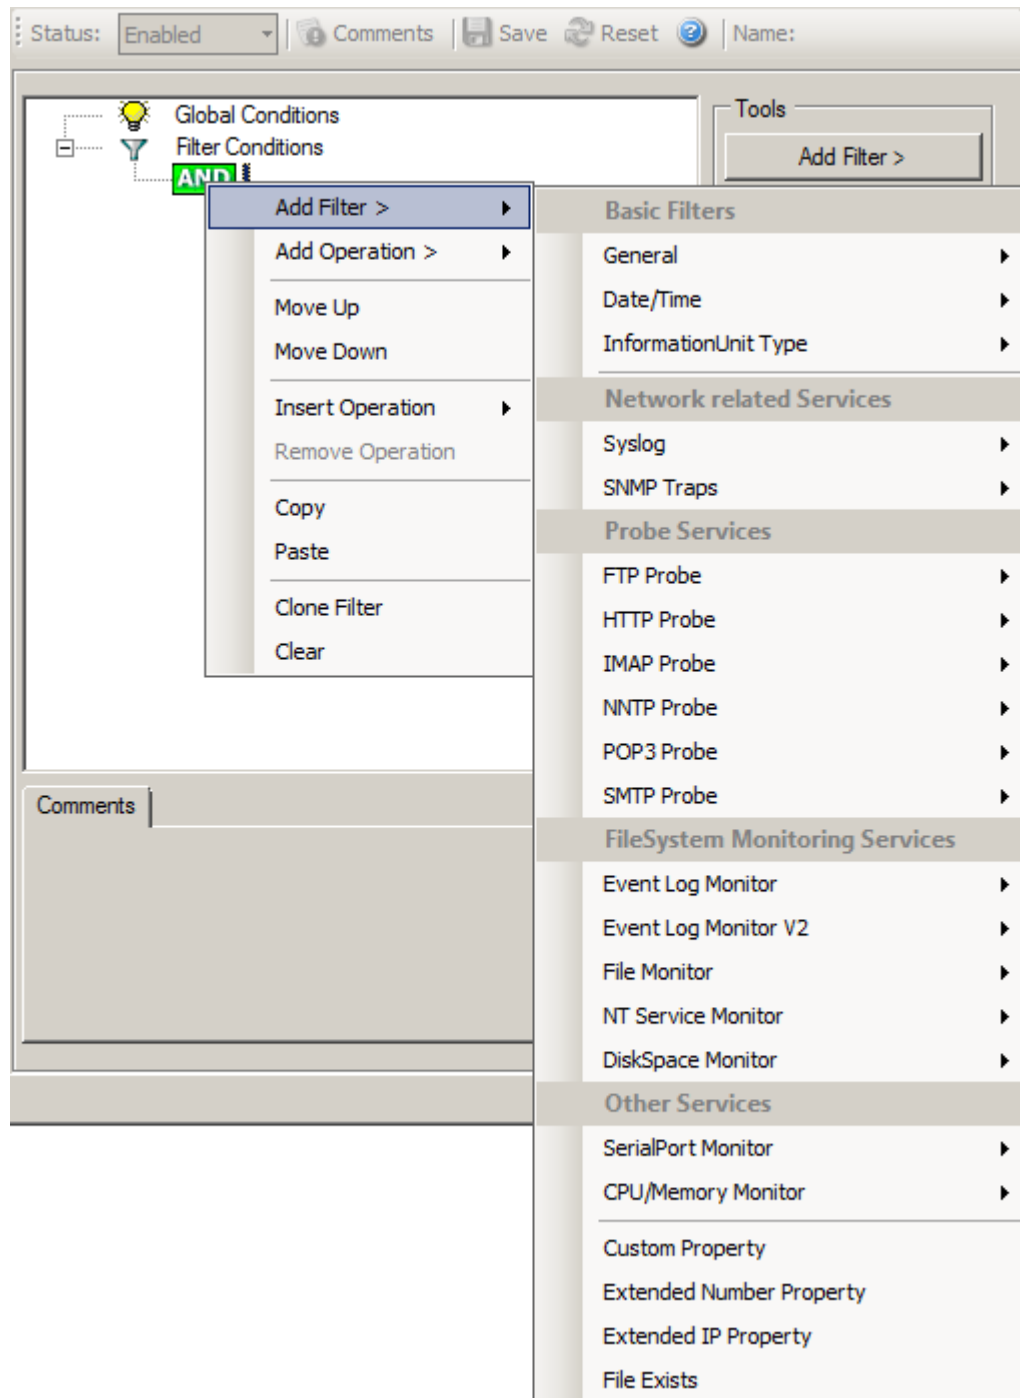 Status: Enabled Comments Save Reset Name:
Global Conditions
Filter Conditions
AND
Tools
Add Filter >
Add Filter >
Add Operation >
Move Up
Move Down
Insert Operation
Remove Operation
Copy
Paste
Clone Filter
Clear
Basic Filters
General
Date/Time
InformationUnit Type
Network related Services
Syslog
SNMP Traps
Probe Services
FTP Probe
HTTP Probe
IMAP Probe
NNTP Probe
POP3 Probe
SMTP Probe
FileSystem Monitoring Services
Event Log Monitor
Event Log Monitor V2
File Monitor
NT Service Monitor
DiskSpace Monitor
Other Services
SerialPort Monitor
CPU/Memory Monitor
Custom Property
Extended Number Property
Extended IP Property
File Exists
Comments